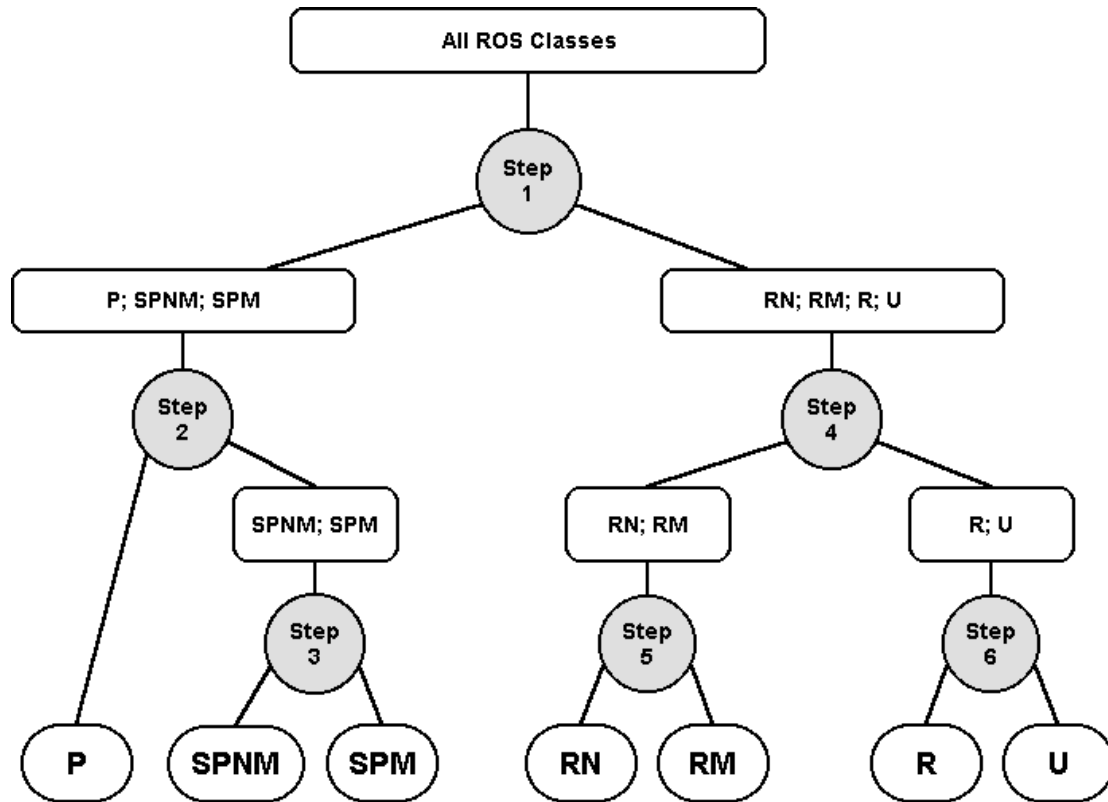 All ROS Classes
Step
1
P; SPNM; SPM
RN; RM; R; U
Step
2
Step
4
SPNM; SPM
RN; RM
R; U
Step
3
Step
5
Step
6
P
SPNM
SPM
RN
RM
R
U